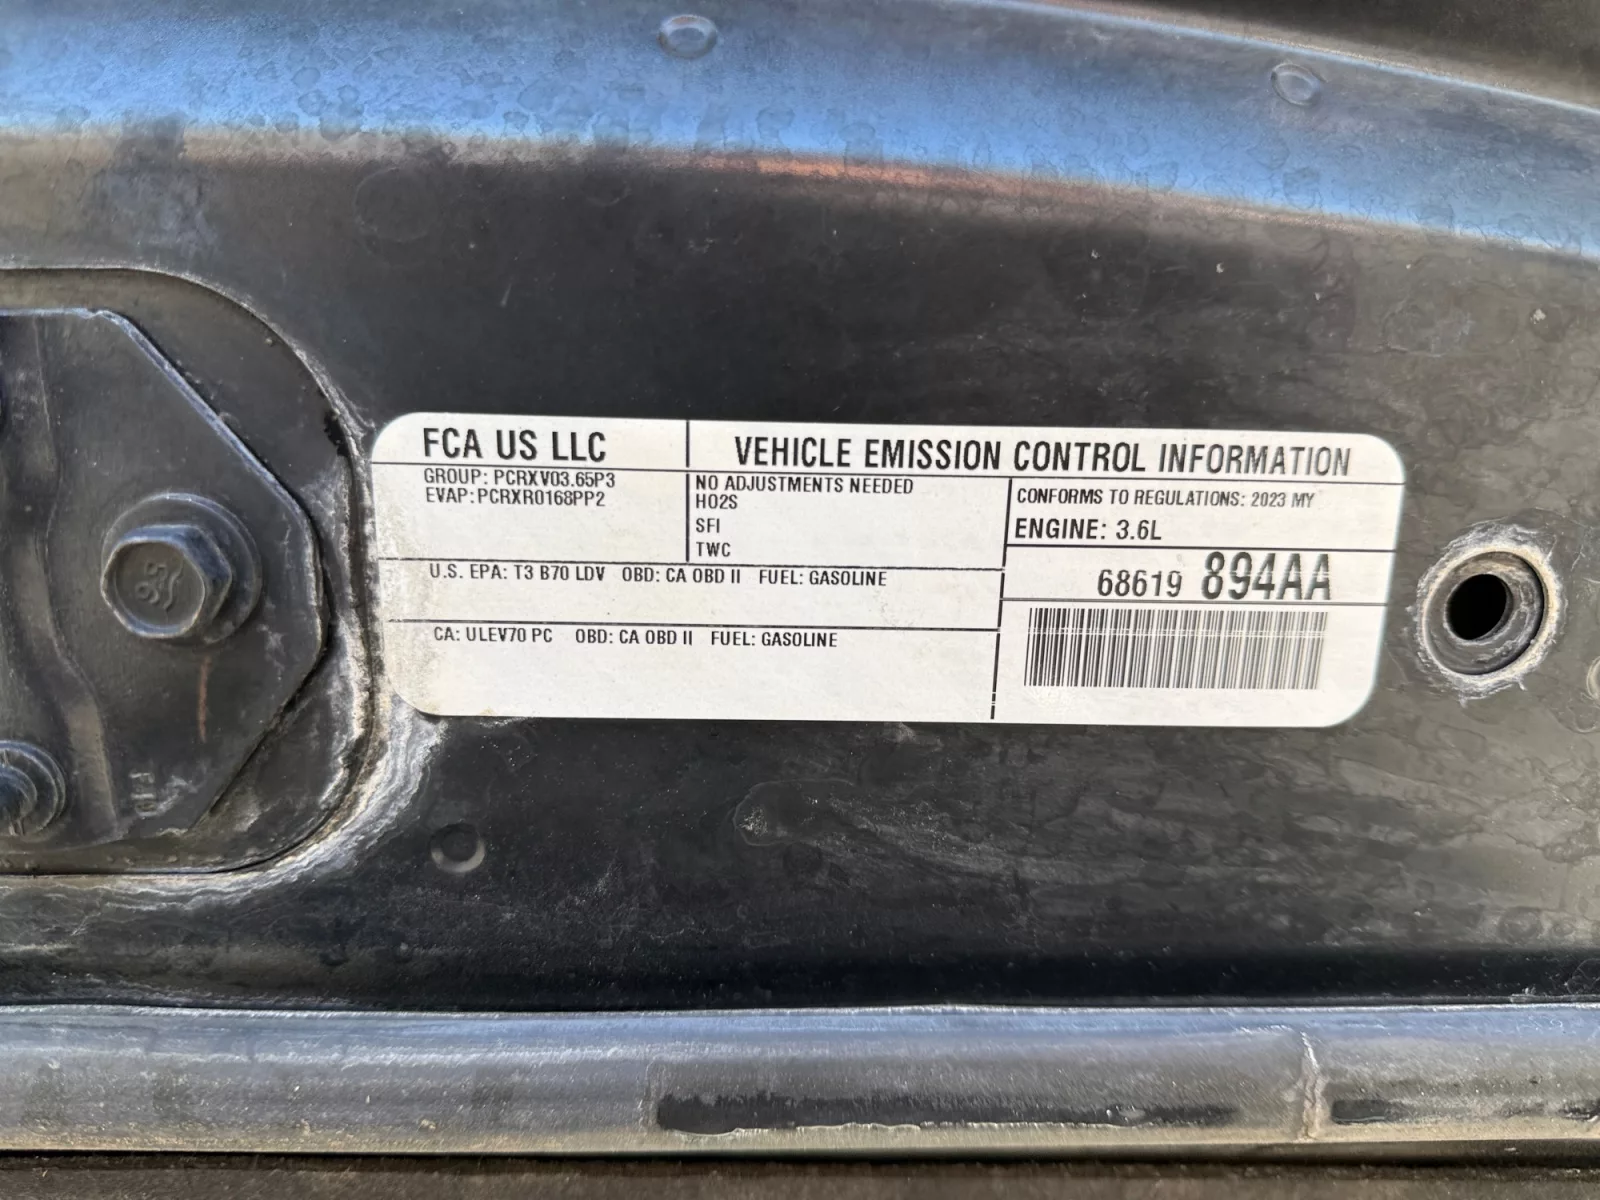 FCA US LLC
VEHICLE EMISSION CONTROL INFORMATION
GROUP: PCRXV03.65P3
EVAP:PCRXR0168PP2
NO ADJUSTMENTS NEEDED
HO2S
SFI
TWC
CONFORMS TO REGULATIONS: 2023 MY
ENGINE: 3.6L
68619 894AA
U.S. EPA: T3 B70 LDV OBD: CA OBD II FUEL: GASOLINE
CA: ULEV70 PC OBD: CA OBD II FUEL: GASOLINE